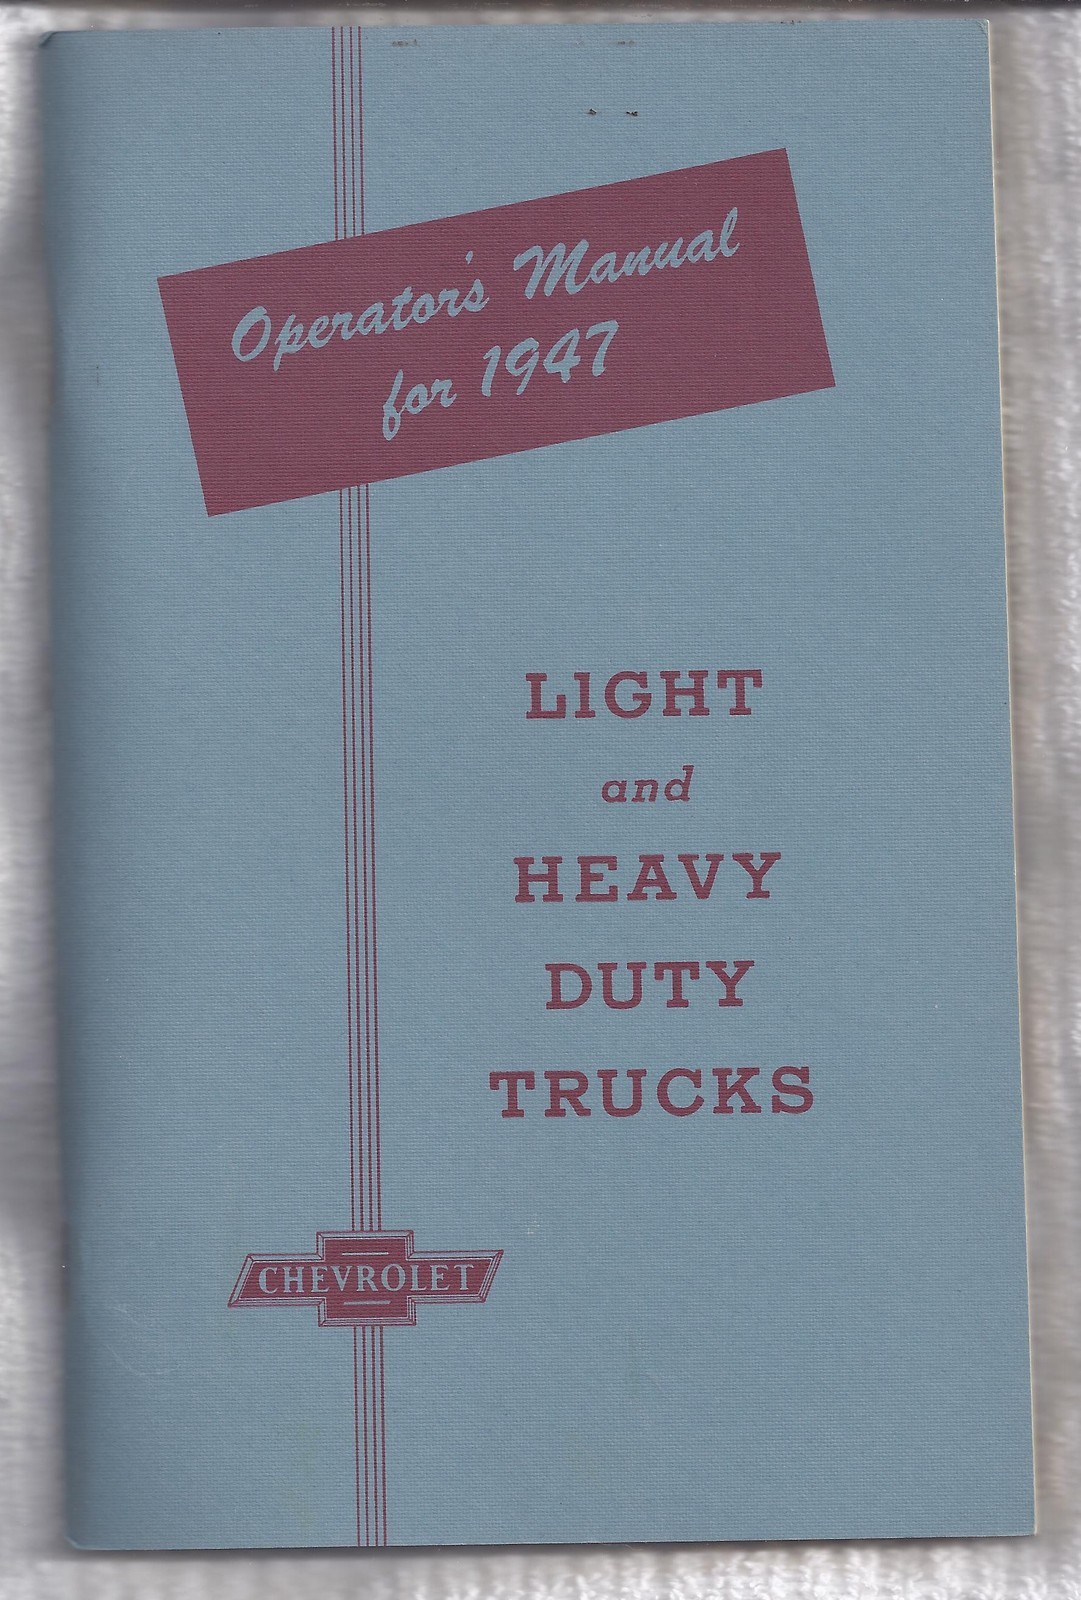 Operator's Manual
for 1947
LIGHT
and
HEAVY
DUTY
TRUCKS
CHEVROLET